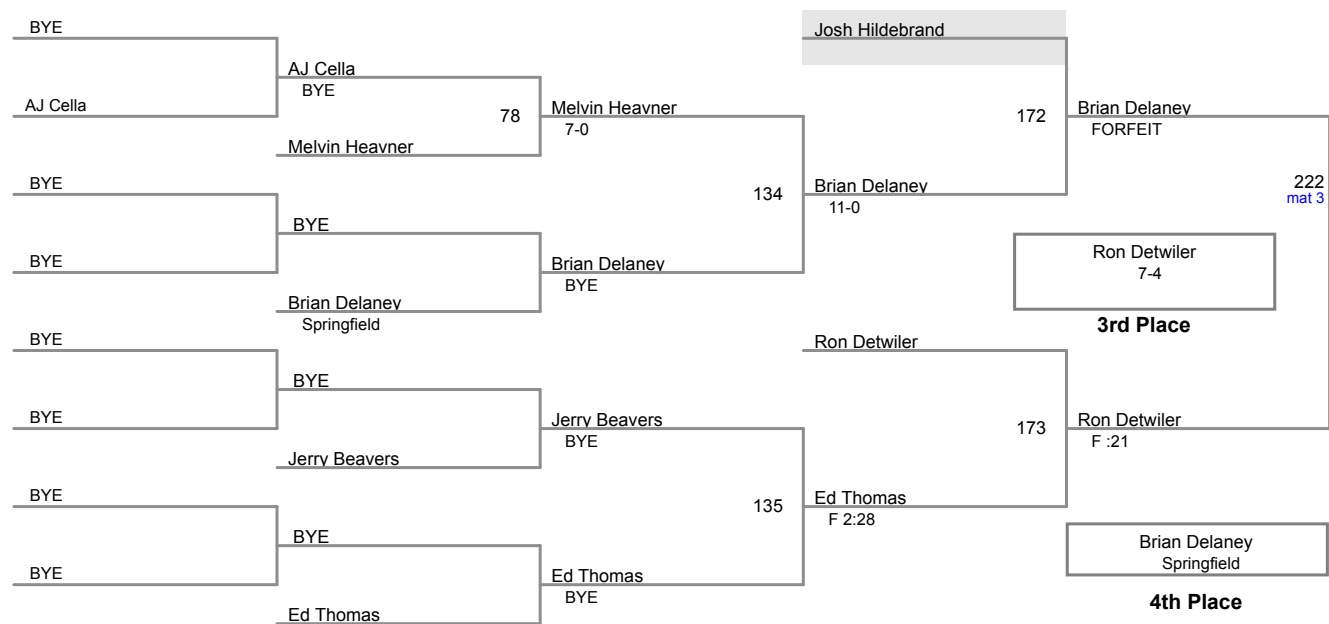 BYE
Josh Hildebrand
AJ Cella
BYE
AJ Cella
78
Melvin Heavner
7-0
172
Brian Delaney
FORFEIT
Melvin Heavner
BYE
134
Brian Delaney
11-0
222
mat 3
BYE
BYE
Brian Delaney
BYE
Ron Detwiler
7-4
Brian Delaney
Springfield
3rd Place
BYE
Ron Detwiler
BYE
BYE
Jerry Beavers
BYE
173
Ron Detwiler
F :21
Jerry Beavers
BYE
135
Ed Thomas
F 2:28
BYE
Brian Delaney
Springfield
BYE
Ed Thomas
BYE
4th Place
Ed Thomas